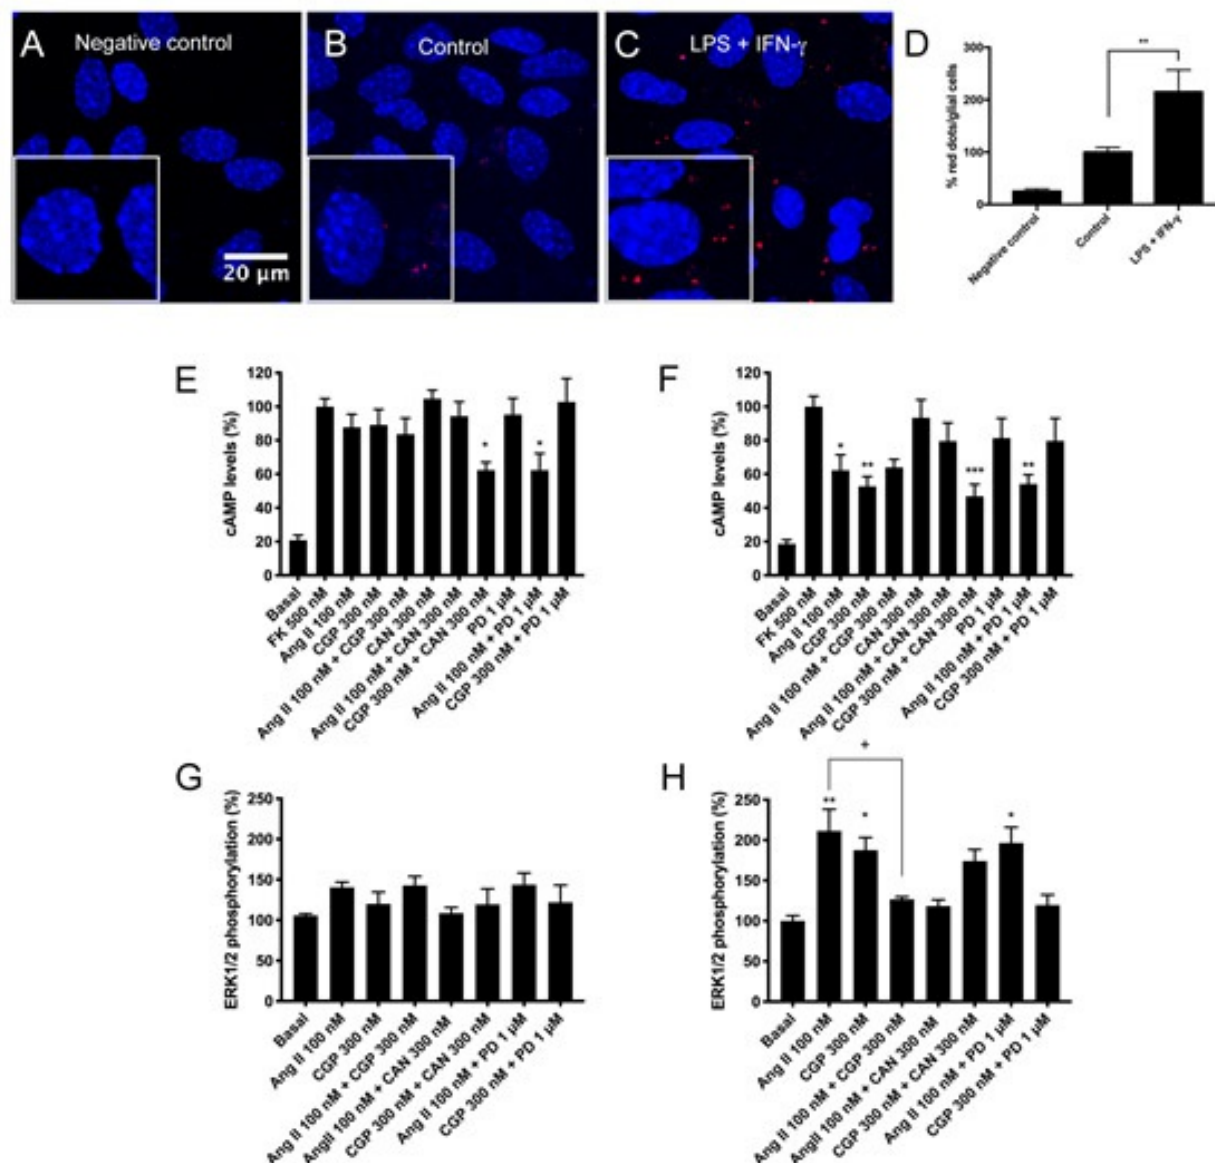 A
Negative control
20 µm
B
Control
C
LPS + IFN-γ
D
% red dots/glial cells
300
200
100
0
**
Negative control
Control
LPS + IFN-γ
E
cAMP levels (%)
120
100
80
60
40
20
0
*
*
Basal
FK 500 nM
Ang II 100 nM
CGP 300 nM
Ang II 100 nM + CGP 300 nM
CAN 300 nM
Ang II 100 nM + CAN 300 nM
CGP 300 nM + CAN 300 nM
PD 1 µM
Ang II 100 nM + PD 1 µM
CGP 300 nM + PD 1 µM
F
cAMP levels (%)
120
100
80
60
40
20
0
*
**
***
**
Basal
FK 500 nM
Ang II 100 nM
CGP 300 nM
Ang II 100 nM + CGP 300 nM
CAN 300 nM
Ang II 100 nM + CAN 300 nM
CGP 300 nM + CAN 300 nM
PD 1 µM
Ang II 100 nM + PD 1 µM
CGP 300 nM + PD 1 µM
G
ERK1/2 phosphorylation (%)
250
200
150
100
50
0
Basal
Ang II 100 nM
CGP 300 nM
Ang II 100 nM + CGP 300 nM
AngII 100 nM + CAN 300 nM
CGP 300 nM + CAN 300 nM
Ang II 100 nM + PD 1 µM
CGP 300 nM + PD 1 µM
H
ERK1/2 phosphorylation (%)
250
200
150
100
50
0
+
**
*
*
Basal
Ang II 100 nM
CGP 300 nM
Ang II 100 nM + CGP 300 nM
AngII 100 nM + CAN 300 nM
CGP 300 nM + CAN 300 nM
Ang II 100 nM + PD 1 µM
CGP 300 nM + PD 1 µM